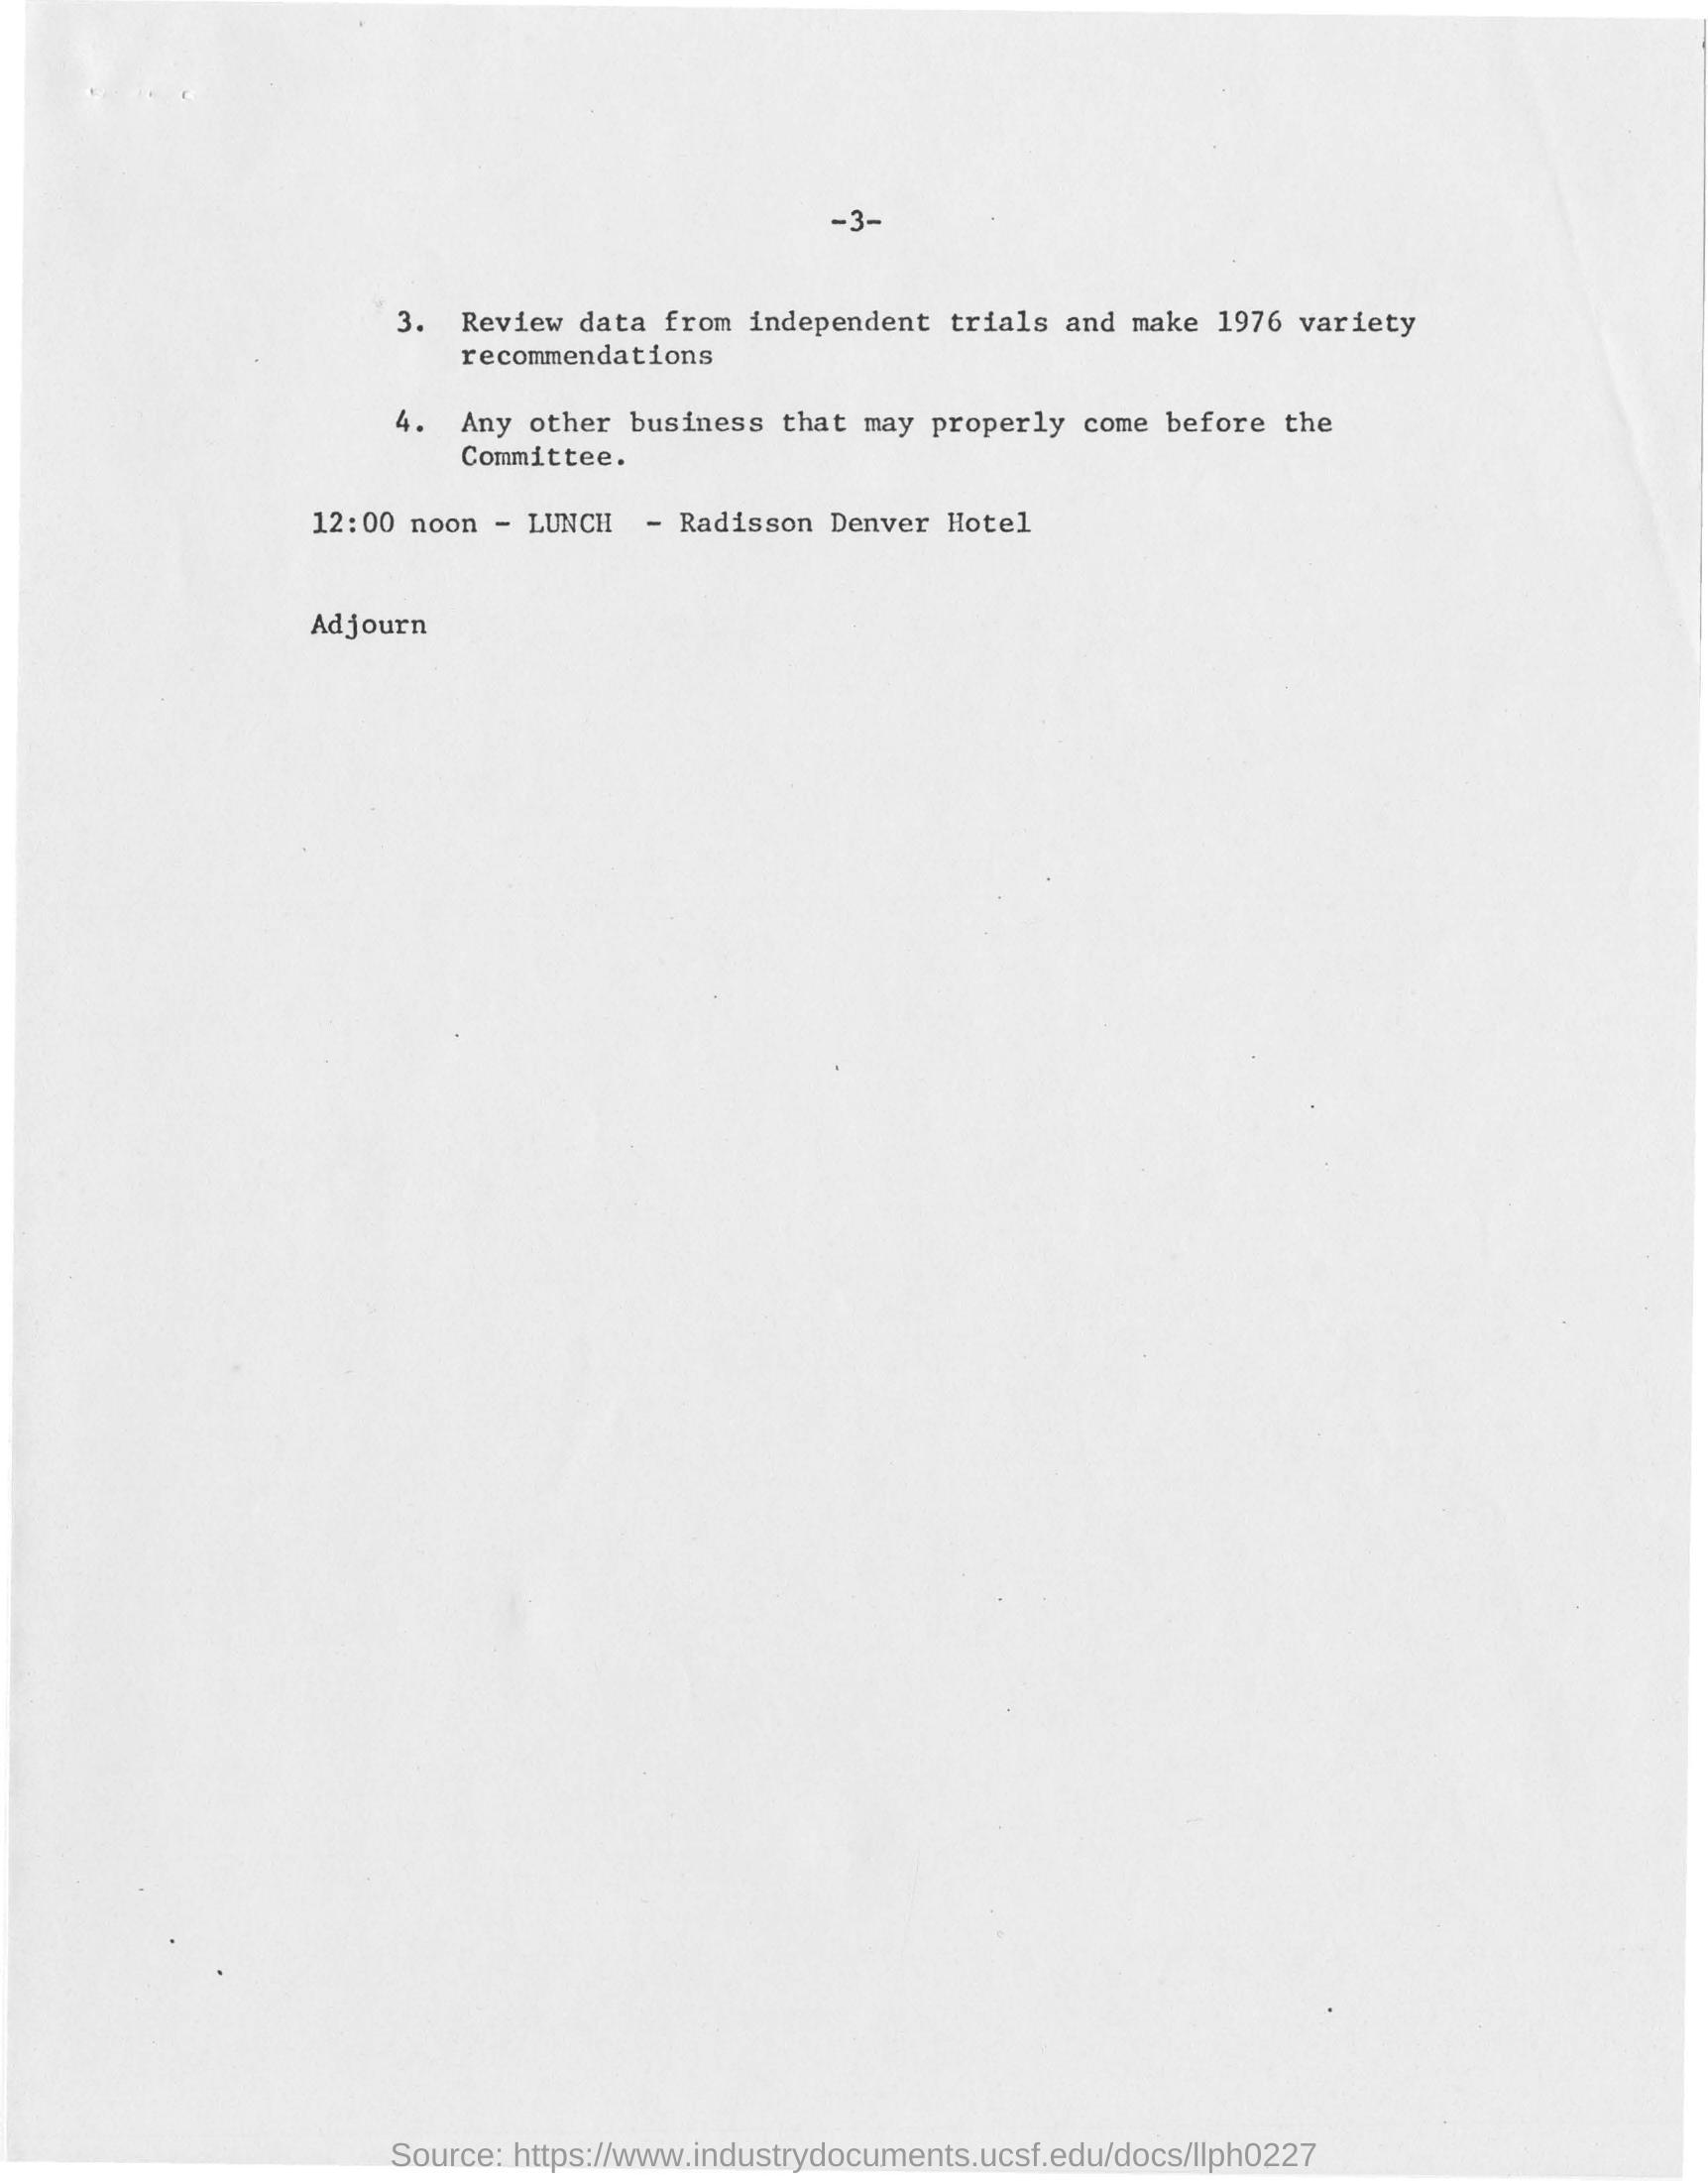 -3-
3. Review data from independent trials and make 1976 variety
recommendations
4. Any other business that may properly come before the
Committee.
12:00 noon - LUNCH - Radisson Denver Hotel
Adjourn
Source: https://www.industrydocuments.ucsf.edu/docs/llph0227